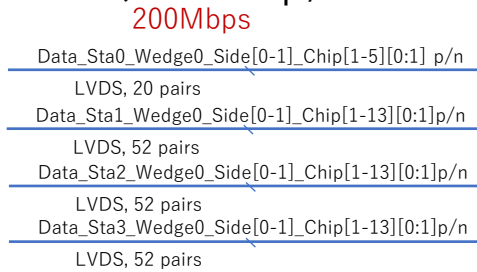 200Mbps
Data_Sta0_Wedge0_Side[0-1]_Chip[1-5][0:1] p/n
LVDS, 20 pairs
Data_Sta1_Wedge0_Side[0-1]_Chip[1-13][0:1]p/n
LVDS, 52 pairs
Data_Sta2_Wedge0_Side[0-1]_Chip[1-13][0:1]p/n
LVDS, 52 pairs
Data_Sta3_Wedge0_Side[0-1]_Chip[1-13][0:1]p/n
LVDS, 52 pairs